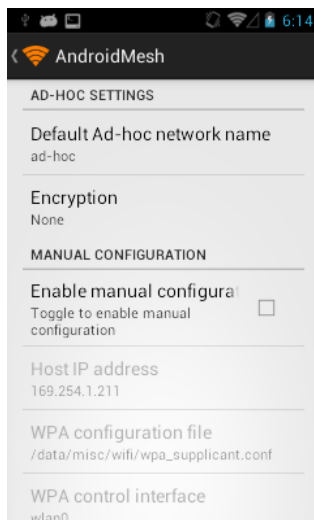 6:14
AndroidMesh
AD-HOC SETTINGS
Default Ad-hoc network name
ad-hoc
Encryption
None
MANUAL CONFIGURATION
Enable manual configurat
Toggle to enable manual
configuration
Host IP address
169.254.1.211
WPA configuration file
/data/misc/wifi/wpa_supplicant.conf
WPA control interface
wlan0